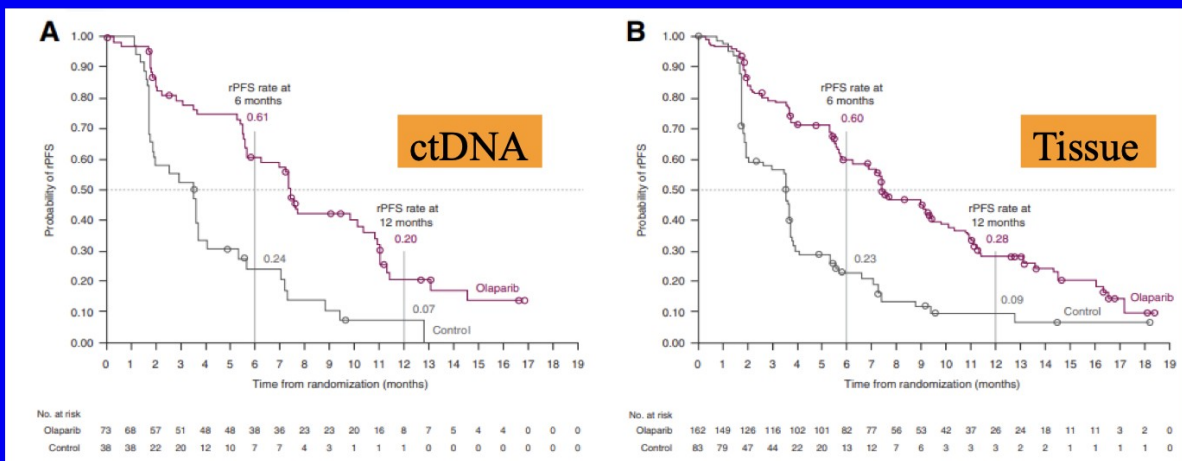 A
1.00
0.90
0.80
0.70
0.60
0.50
0.40
0.30
0.20
0.10
0.00
Probability of rPFS
rPFS rate at
6 months
0.61
ctDNA
rPFS rate at
12 months
0.20
0.24
0.07
Olaparib
Control
0 1 2 3 4 5 6 7 8 9 10 11 12 13 14 15 16 17 18 19
Time from randomization (months)
No. at risk
Olaparib 73 68 57 51 48 48 38 36 23 23 20 16 8 7 5 4 4 0 0 0
Control 38 38 22 20 12 10 7 7 4 3 1 1 1 0 0 0 0 0 0 0
B
1.00
0.90
0.80
0.70
0.60
0.50
0.40
0.30
0.20
0.10
0.00
Probability of rPFS
rPFS rate at
6 months
0.60
Tissue
rPFS rate at
12 months
0.28
0.23
0.09
Olaparib
Control
0 1 2 3 4 5 6 7 8 9 10 11 12 13 14 15 16 17 18 19
Time from randomization (months)
No. at risk
Olaparib 162 149 126 116 102 101 82 77 56 53 42 37 26 24 18 11 11 3 2 0
Control 83 79 47 44 22 20 13 12 7 6 3 3 3 2 2 1 1 1 1 0